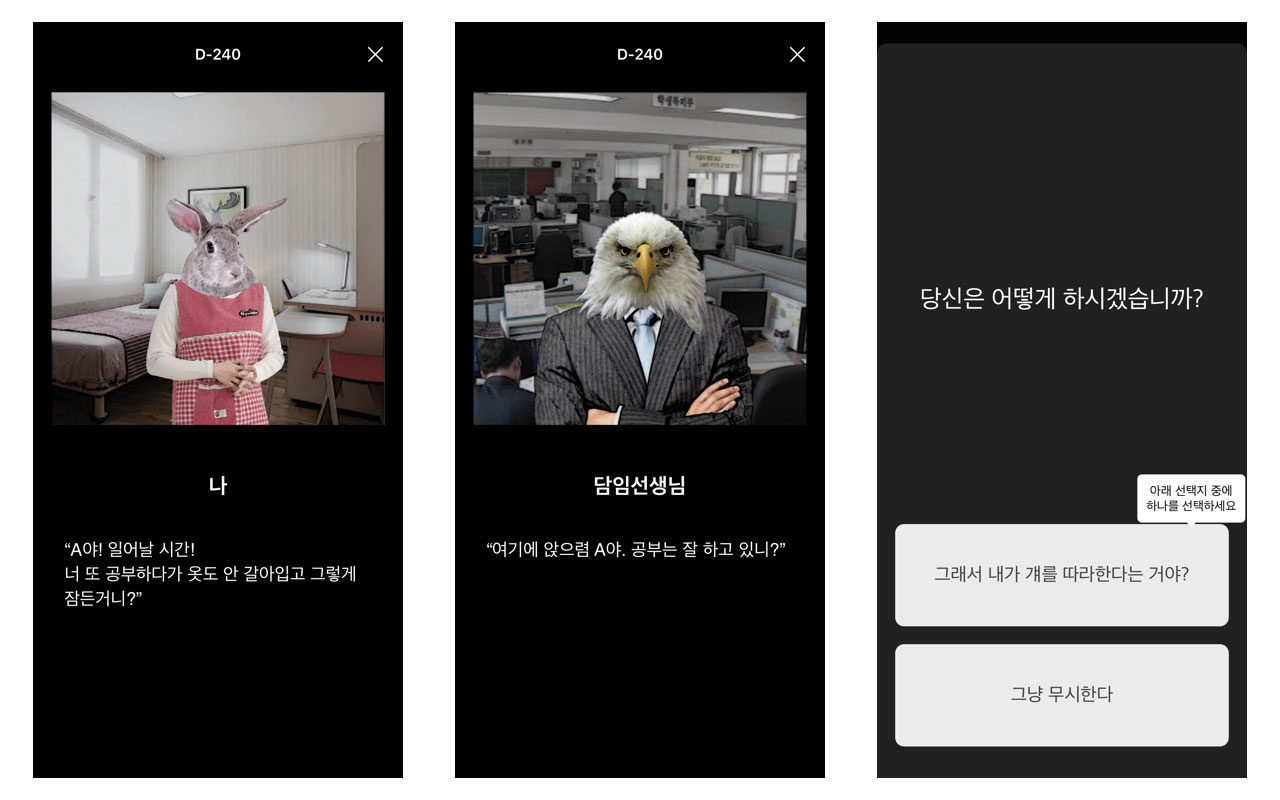 D-240
나
“A야! 일어날 시간!
너 또 공부하다가 옷도 안 갈아입고 그렇게
잠든거니?”
D-240
담임선생님
“여기에 앉으렴 A야. 공부는 잘 하고 있니?”
당신은 어떻게 하시겠습니까?
아래 선택지 중에
하나를 선택하세요
그래서 내가 걔를 따라한다는 거야?
그냥 무시한다